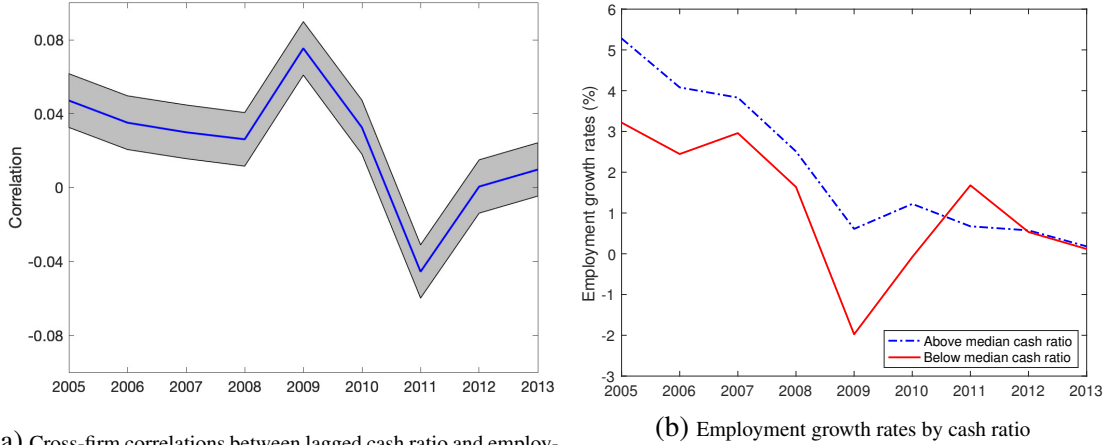 0.08
0.04
0
-0.04
-0.08
Correlation
2005 2006 2007 2008 2009 2010 2011 2012 2013
a) Cross-firm correlations between lagged cash ratio and employ-
6
5
4
3
2
1
0
-1
-2
-3
Employment growth rates (%)
Above median cash ratio
Below median cash ratio
2005 2006 2007 2008 2009 2010 2011 2012 2013
(b) Employment growth rates by cash ratio